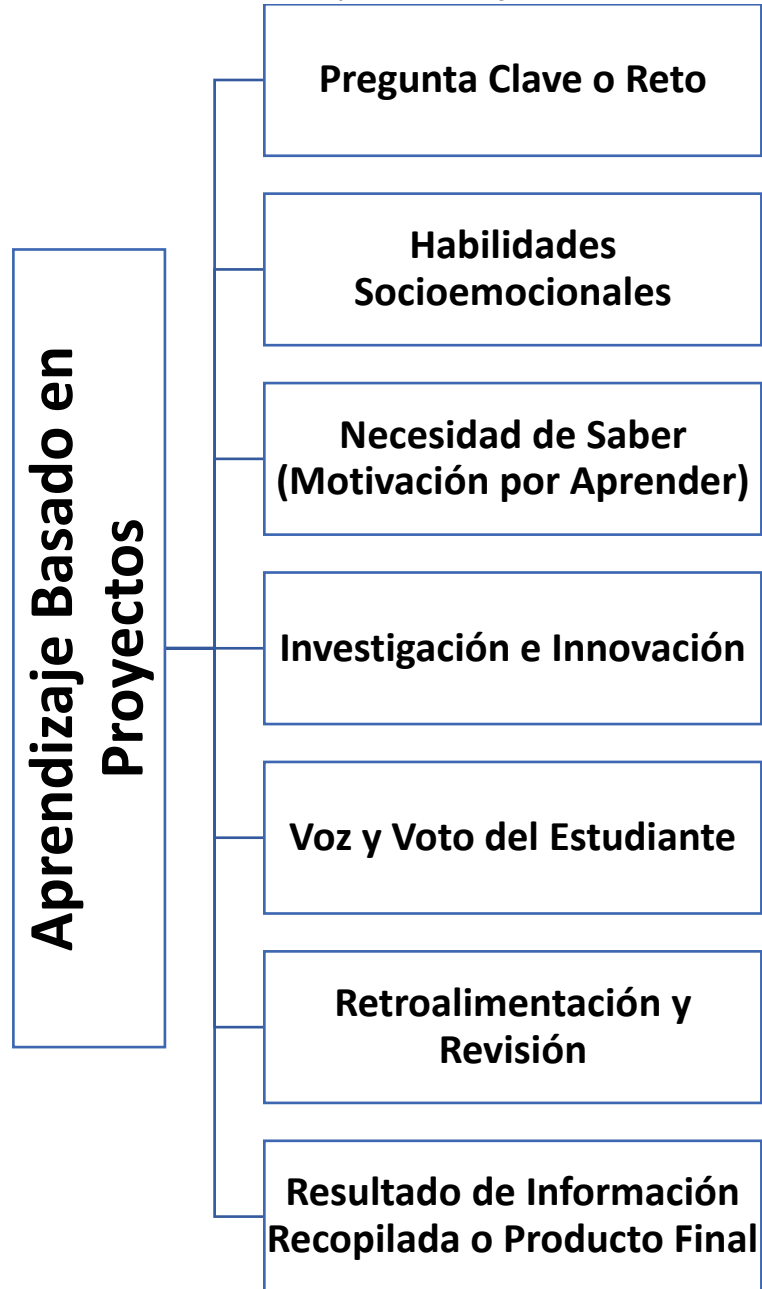 Aprendizaje Basado en
Proyectos
Pregunta Clave o Reto
Habilidades
Socioemocionales
Necesidad de Saber
(Motivación por Aprender)
Investigación e Innovación
Voz y Voto del Estudiante
Retroalimentación y
Revisión
Resultado de Información
Recopilada o Producto Final